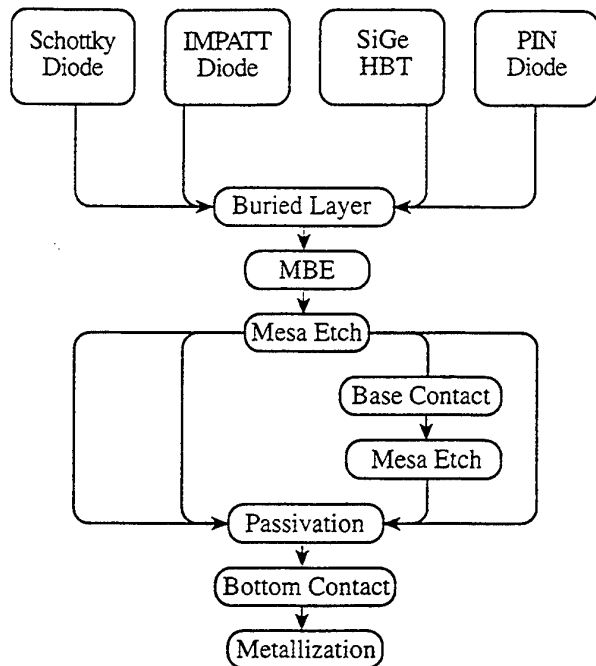 Schottky
Diode
IMPATT
Diode
SiGe
HBT
PIN
Diode
Buried Layer
MBE
Mesa Etch
Base Contact
Mesa Etch
Passivation
Bottom Contact
Metallization